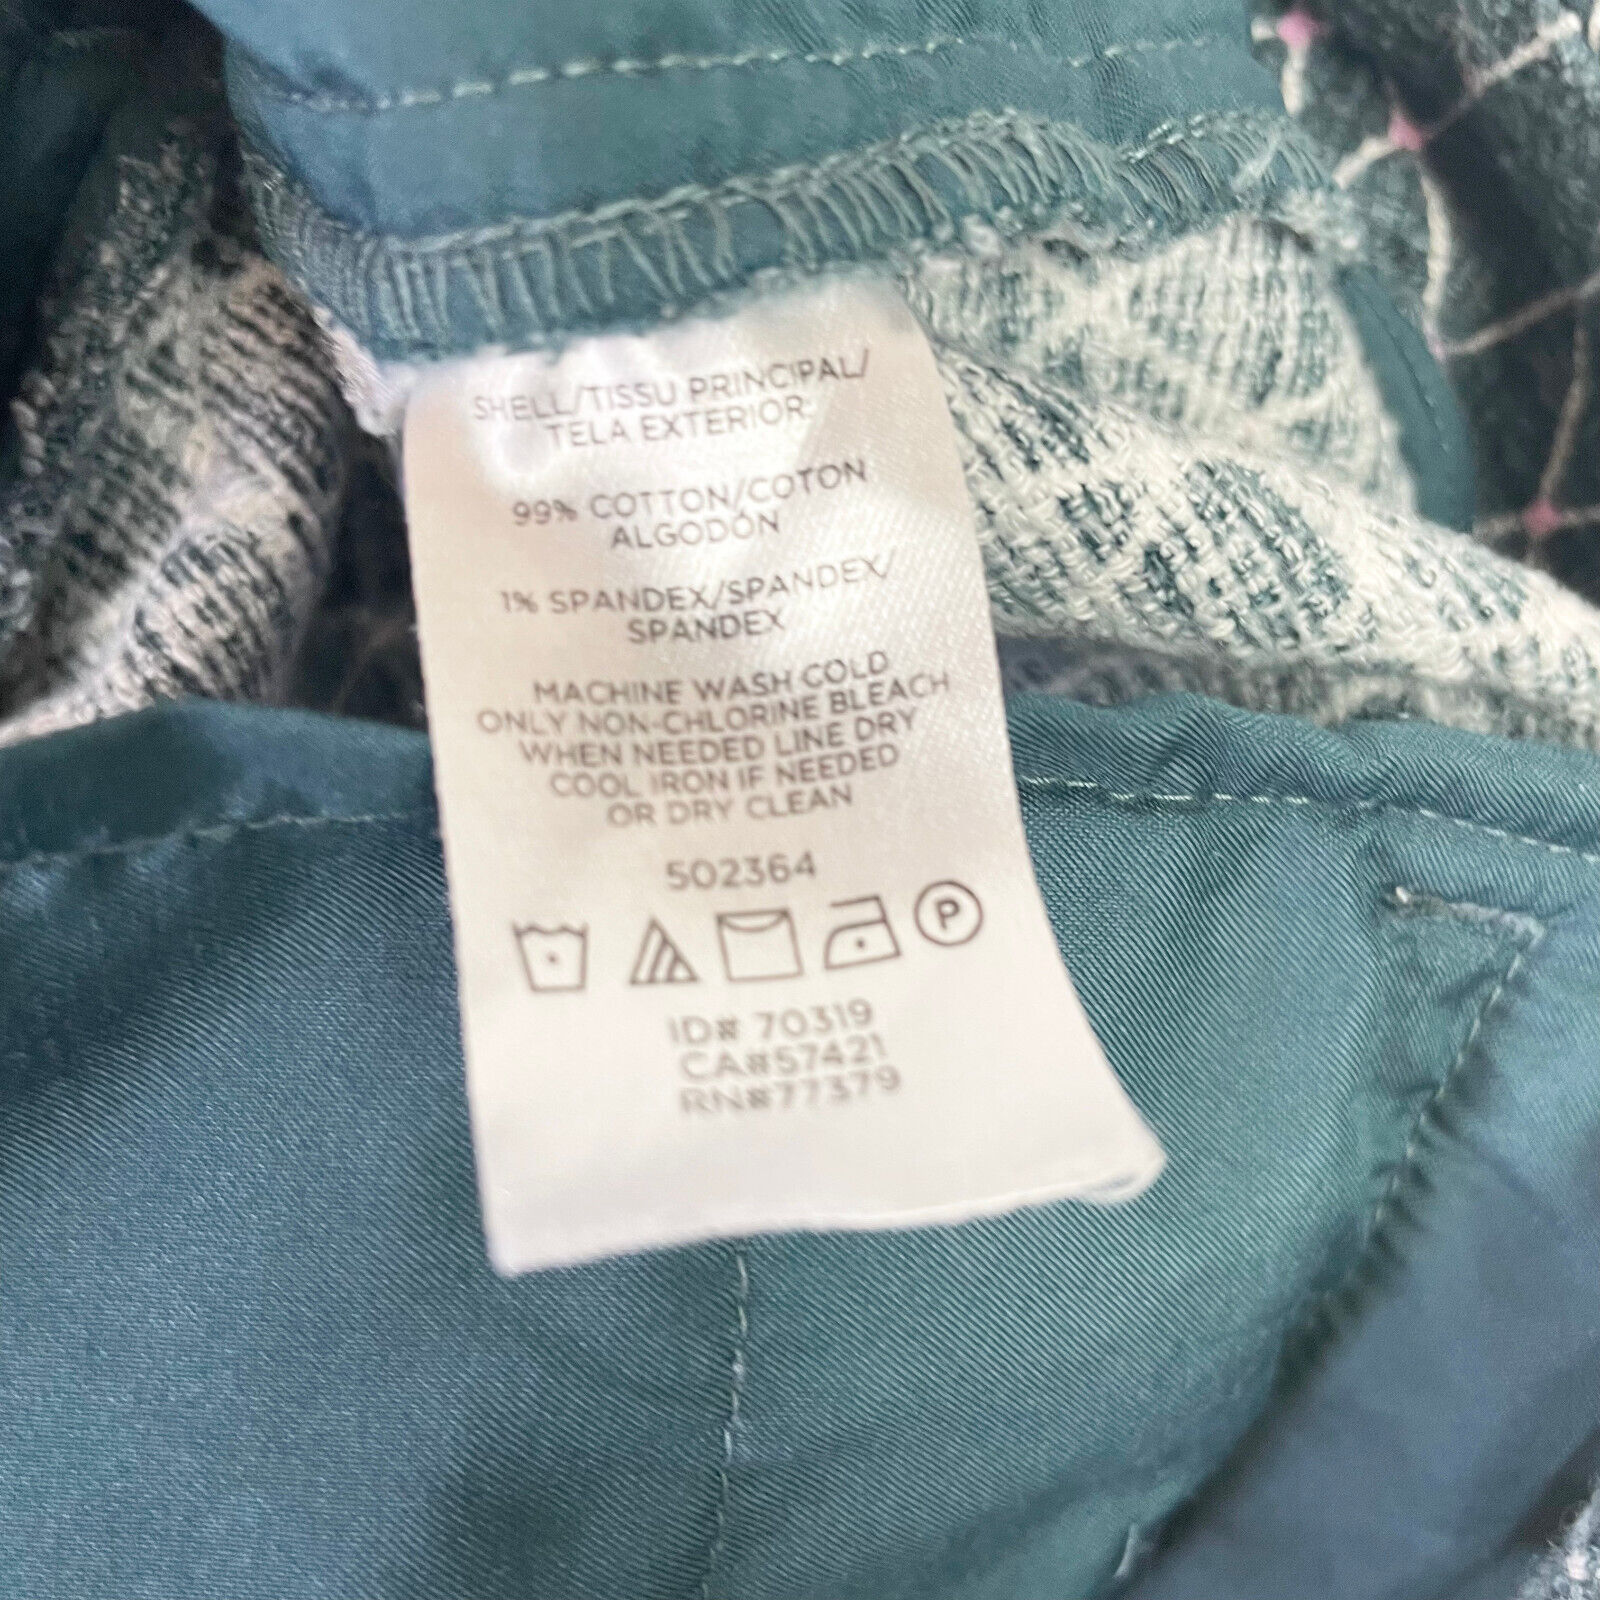 SHELL/TISSU PRINCIPAL/
TELA EXTERIOR:
99% COTTON/COTON
ALGODÓN
1% SPANDEX/SPANDEX/
SPANDEX
MACHINE WASH COLD
ONLY NON-CHLORINE BLEACH
WHEN NEEDED LINE DRY
COOL IRON IF NEEDED
OR DRY CLEAN
502364
P
ID# 70319
CA#57421
RN#77379